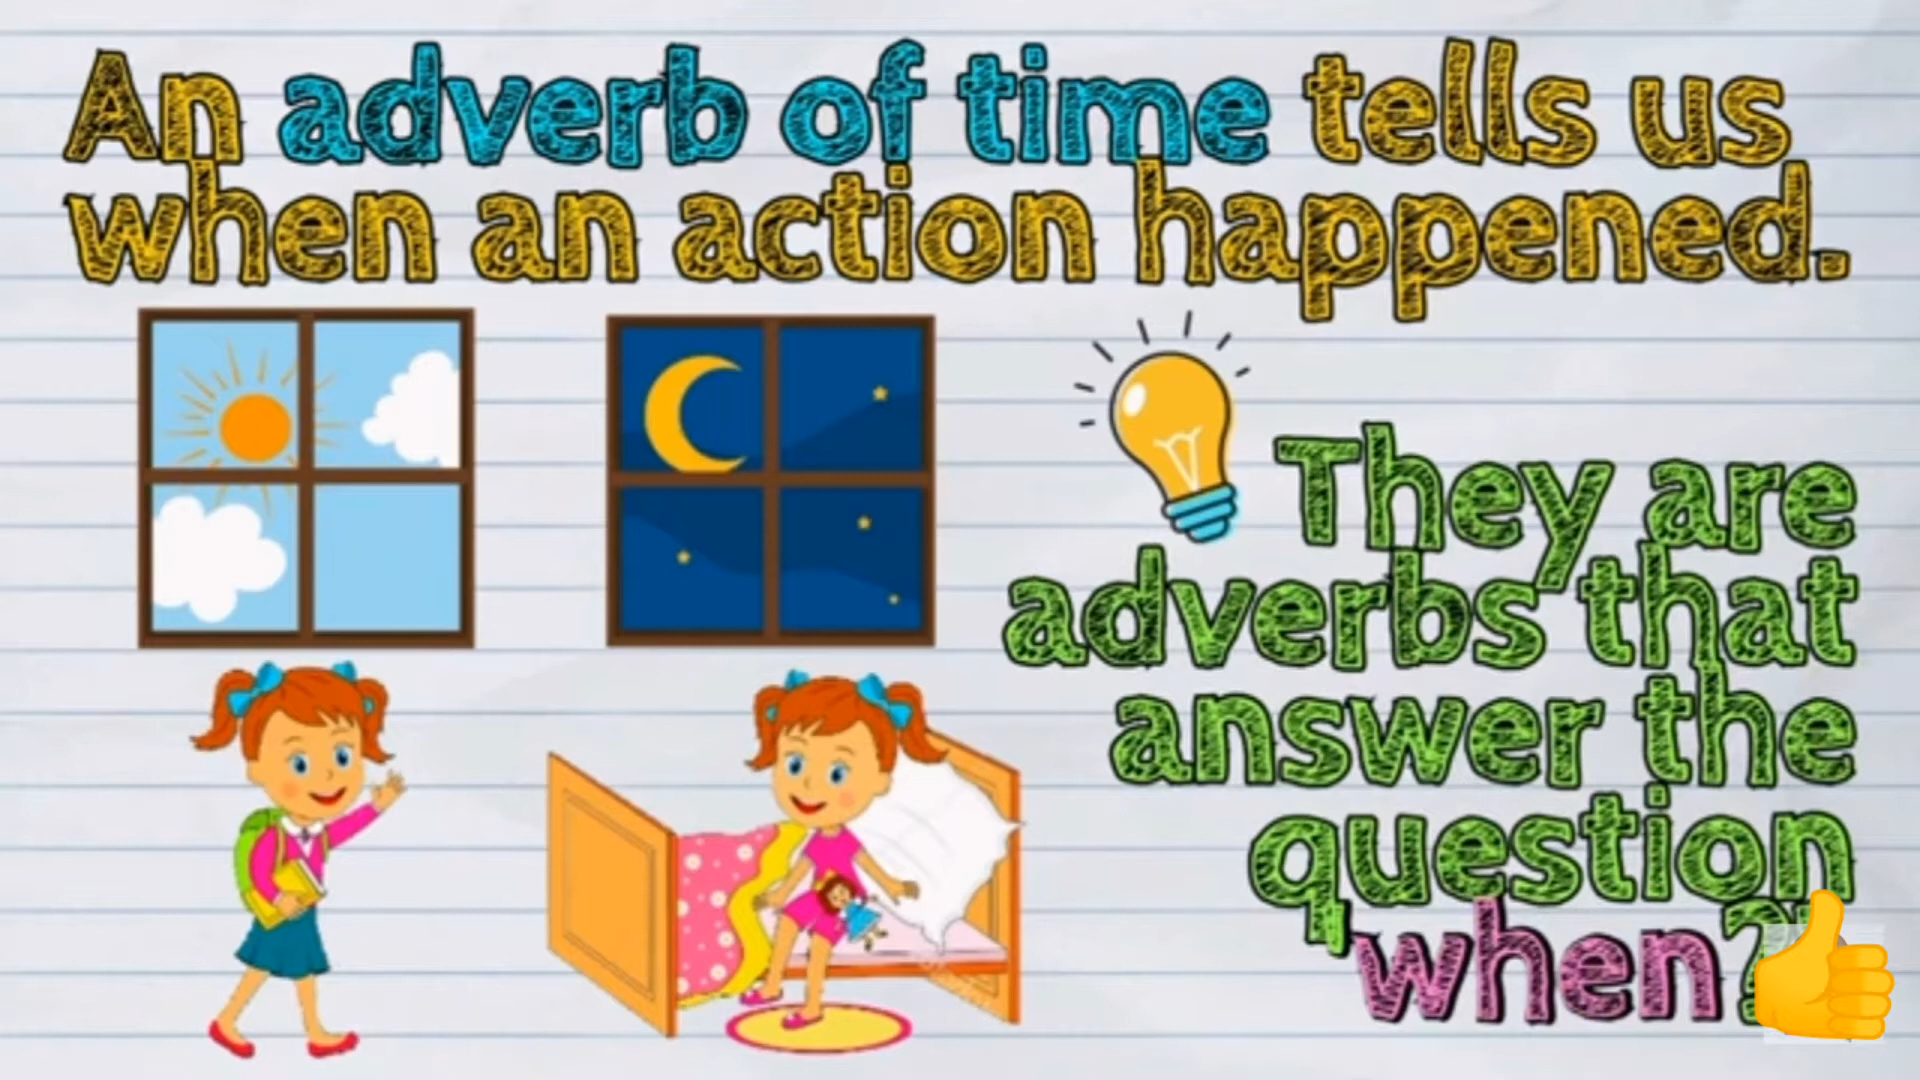 An adverb of time tells us
when an action happened.
They are
adverbs that
answer the
question
when?